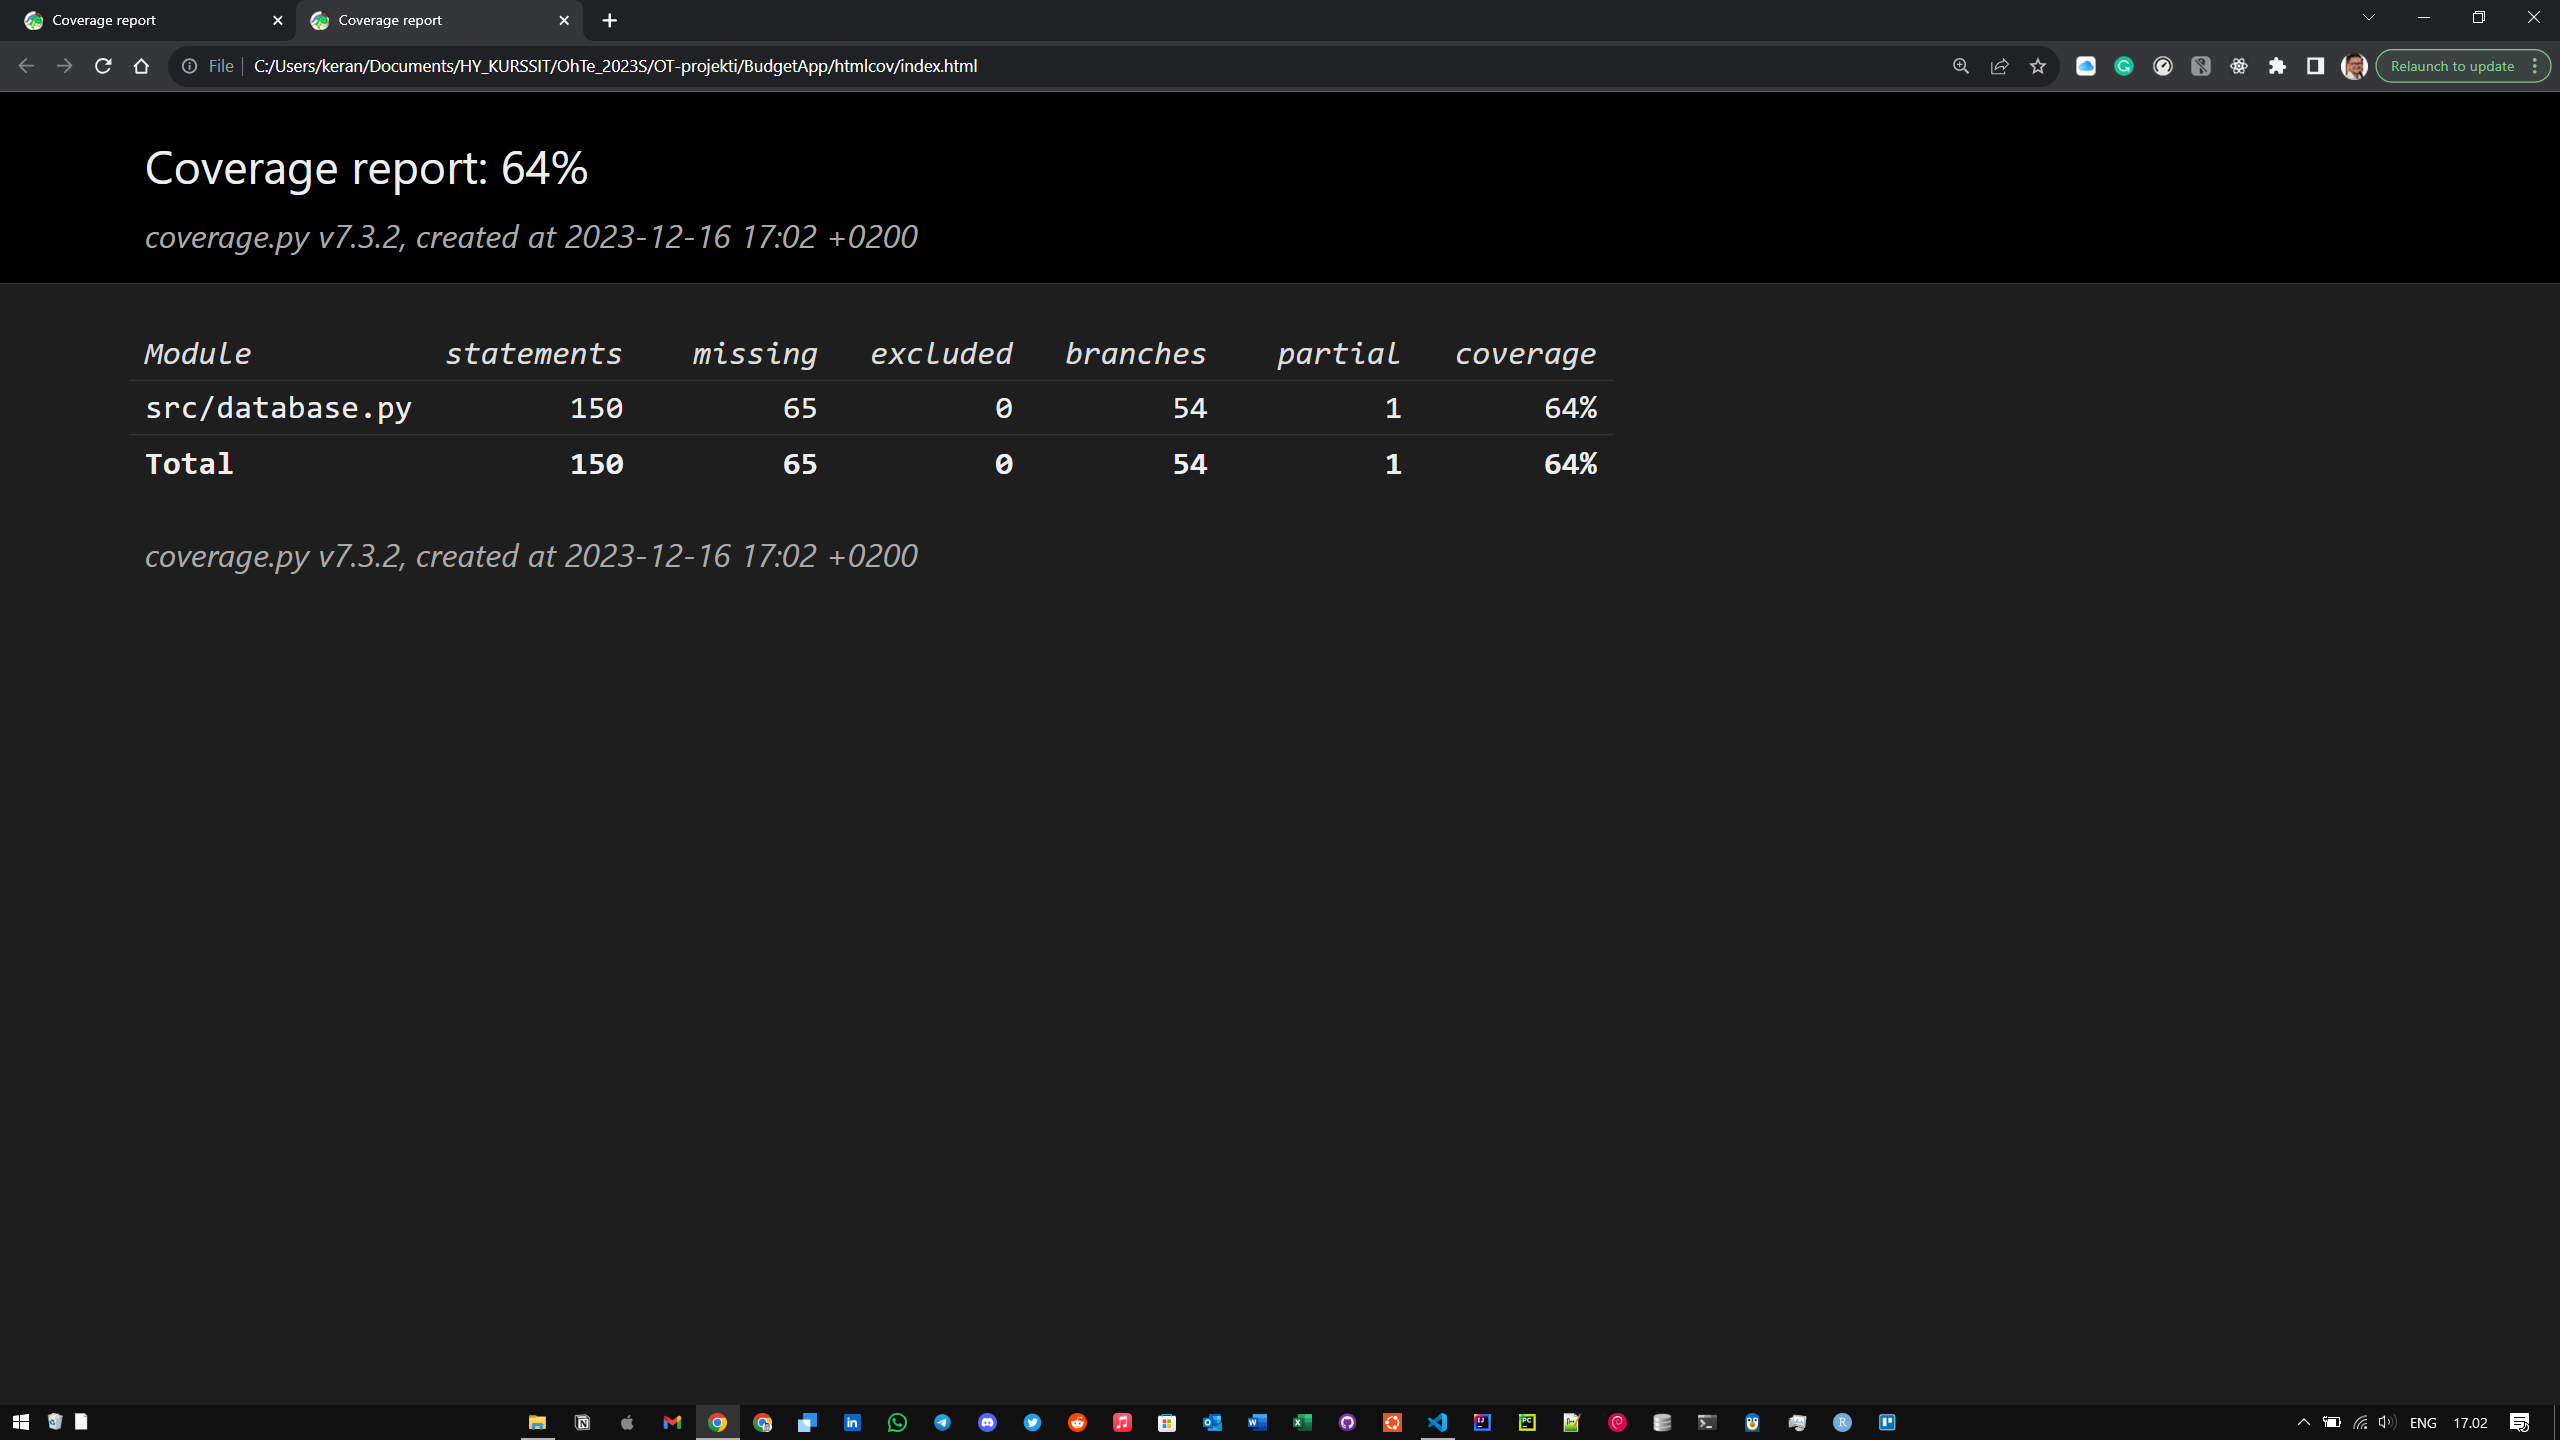 Coverage report
Coverage report
File
C:/Users/keran/Documents/HY_KURSSIT/OhTe_2023S/OT-projekti/BudgetApp/htmlcov/index.html
Relaunch to update
Coverage report: 64%
coverage.py v7.3.2, created at 2023-12-16 17:02 +0200
Module statements missing excluded branches partial coverage
src/database.py 150 65 0 54 1 64%
Total 150 65 0 54 1 64%
coverage.py v7.3.2, created at 2023-12-16 17:02 +0200
ENG 17.02